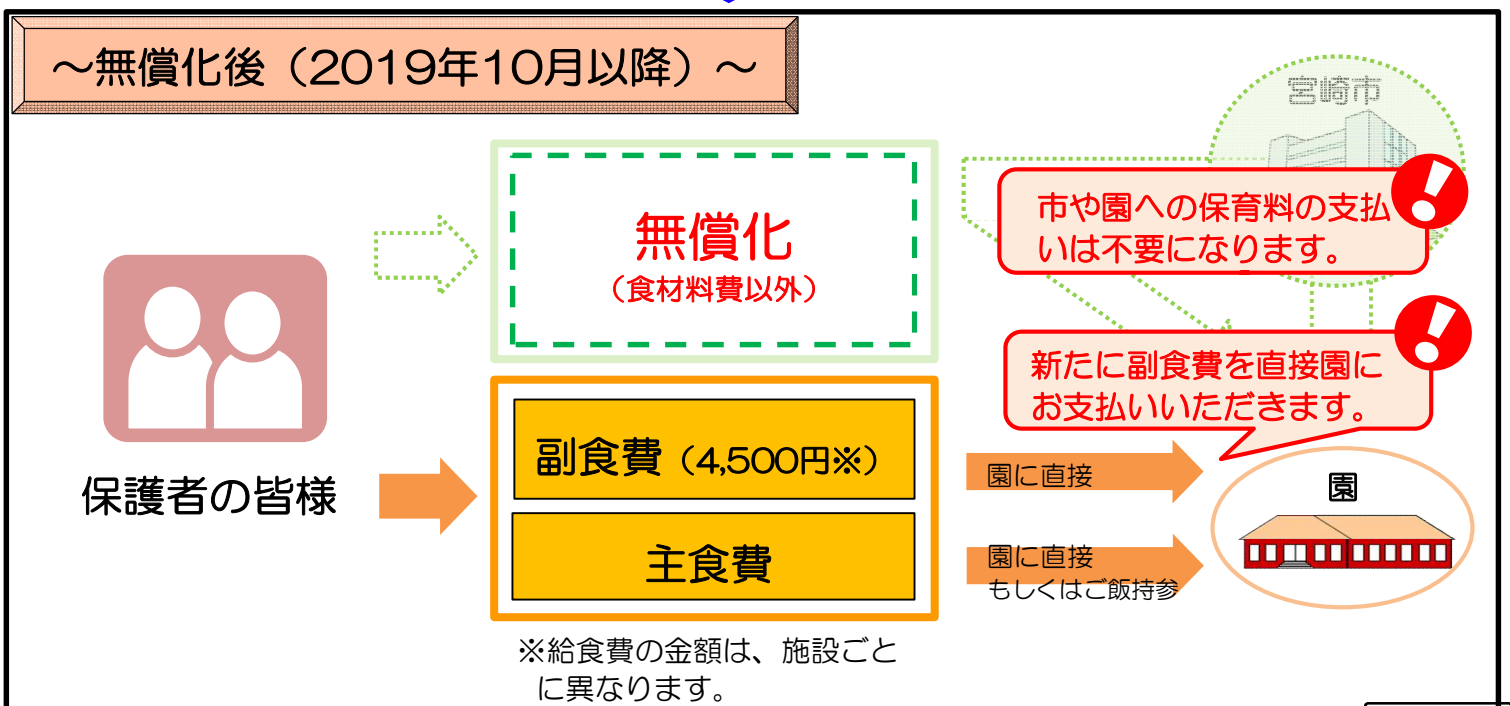 ～無償化後（2019年10月以降）～
宮崎市
無償化
（食材料費以外）
市や園への保育料の支払
いは不要になります。
新たに副食費を直接園に
お支払いいただきます。
保護者の皆様
副食費（4,500円※）
園に直接
園
主食費
園に直接
もしくはご飯持参
※給食費の金額は、施設ごと
に異なります。